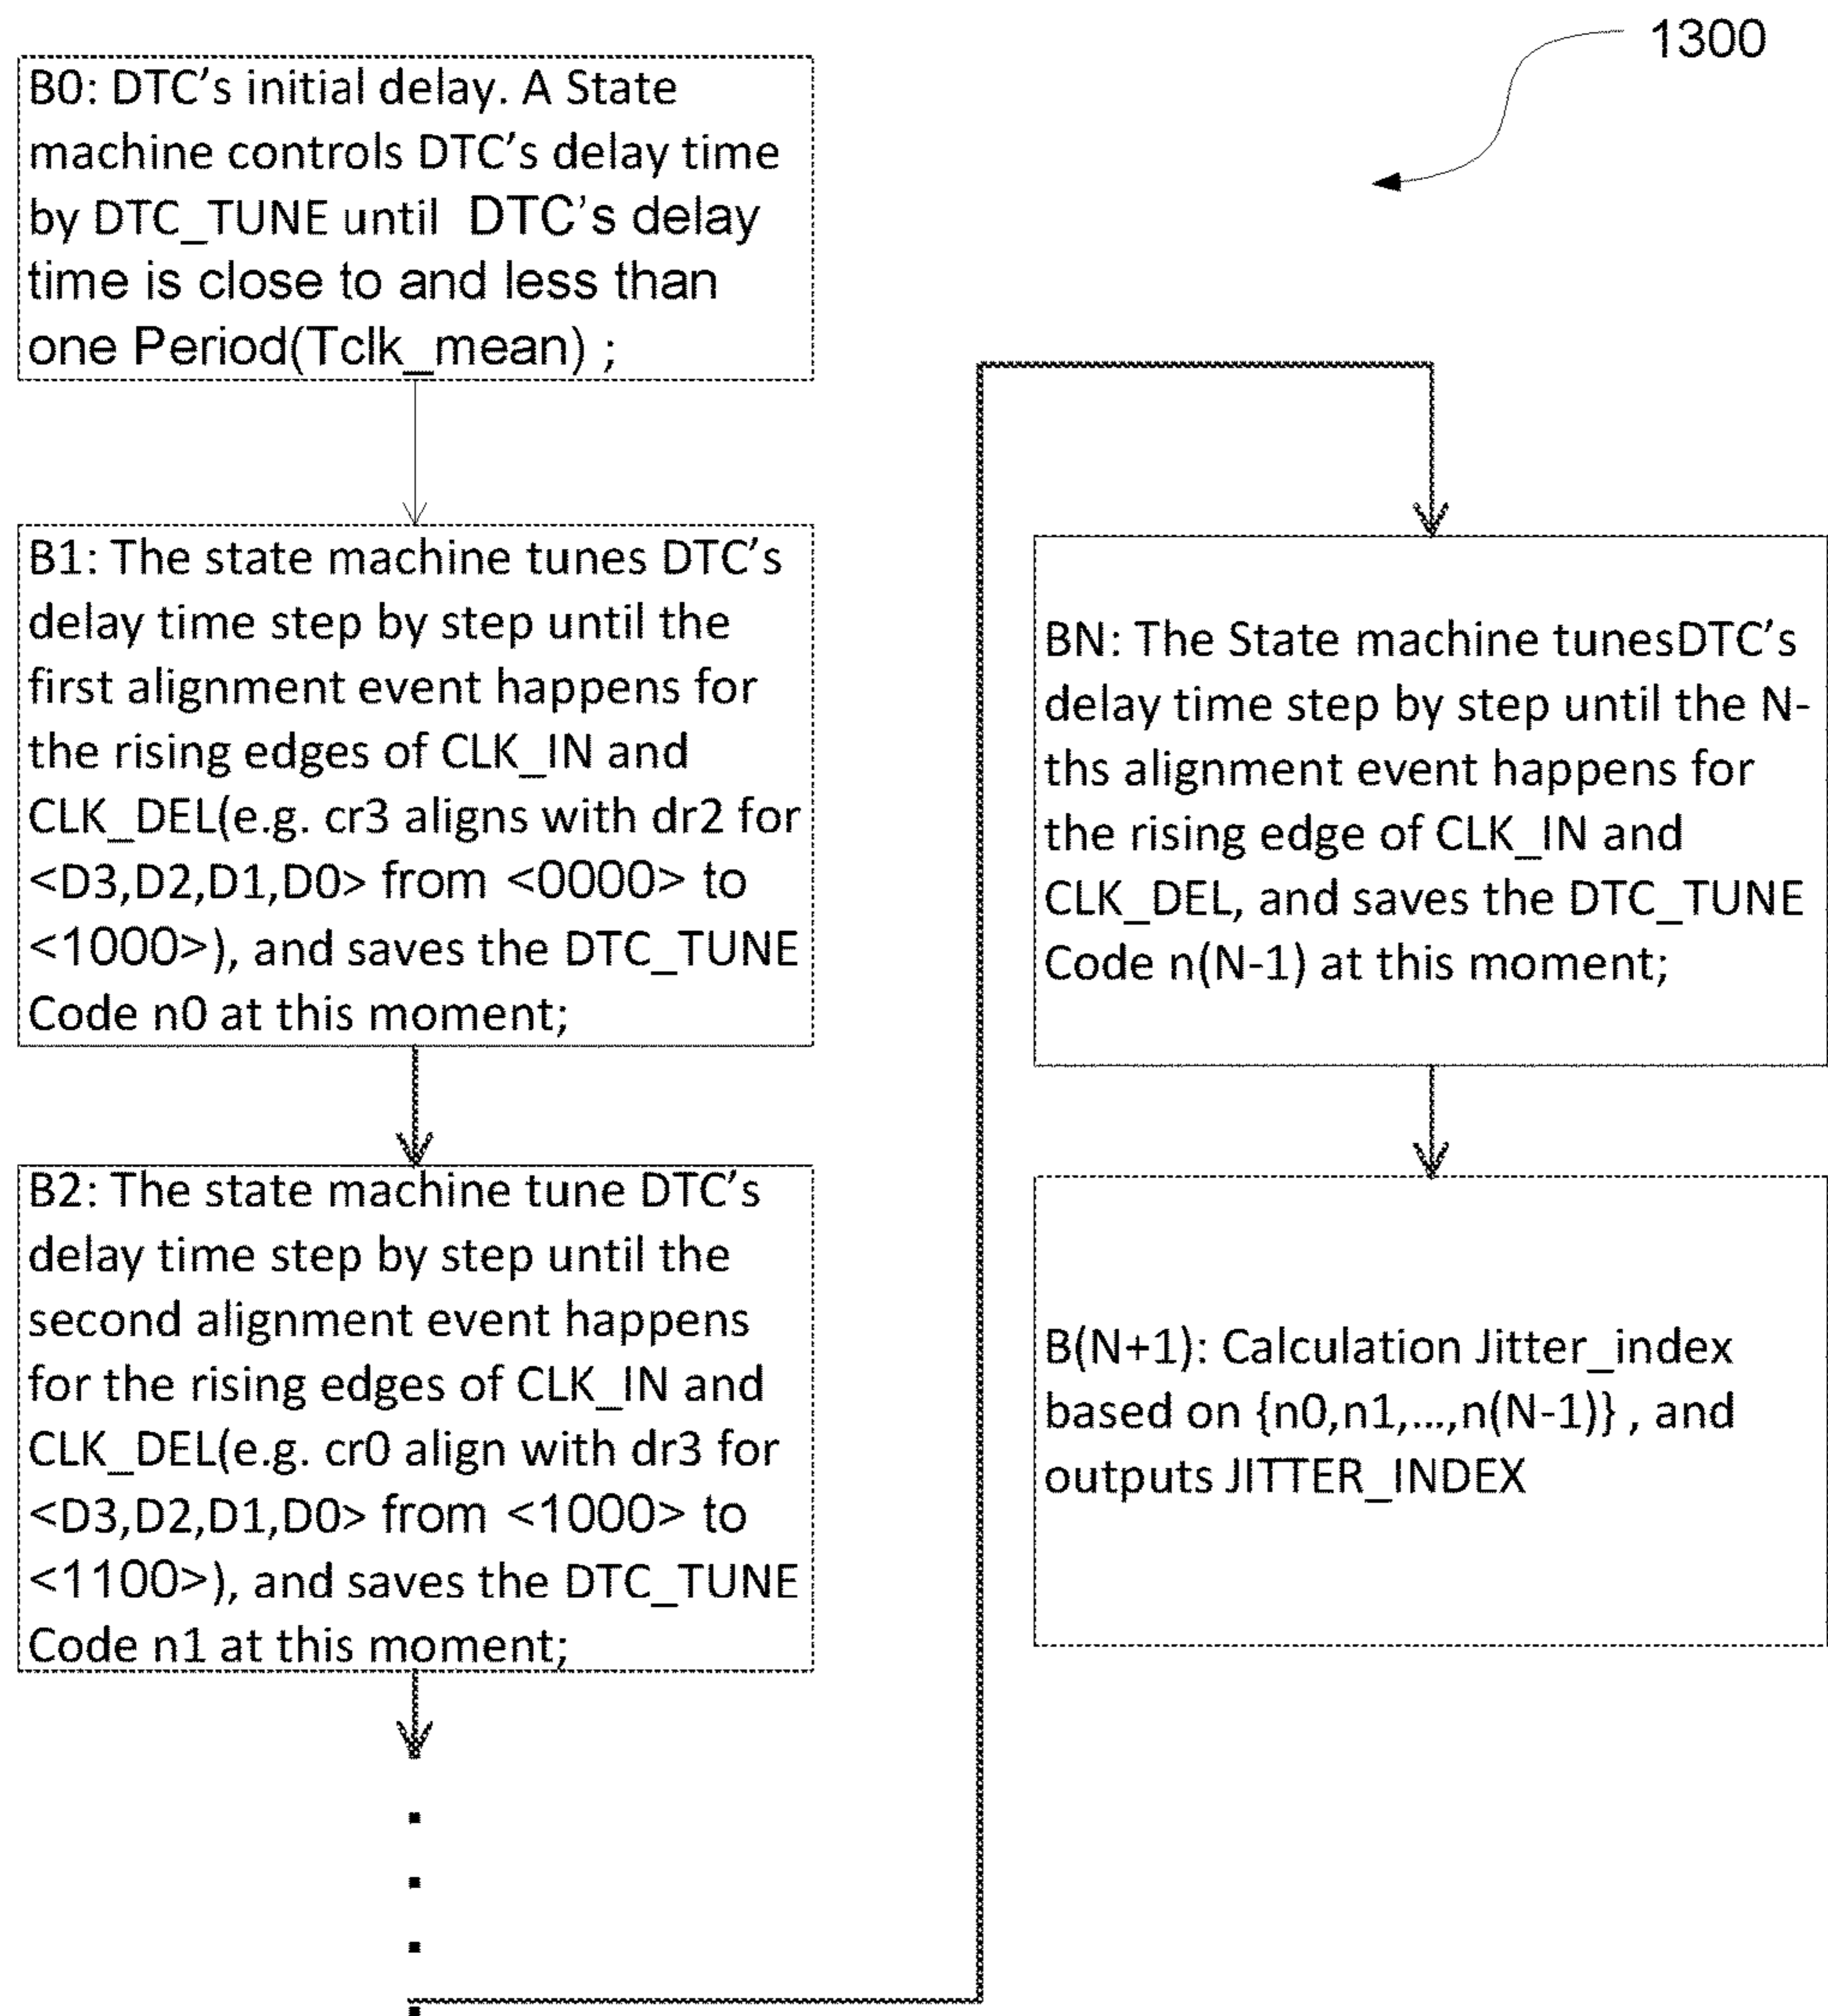 1300
B0: DTC's initial delay. A State
machine controls DTC's delay time
by DTC_TUNE until DTC's delay
time is close to and less than
one Period(Tclk_mean) ;
B1: The state machine tunes DTC's
delay time step by step until the
first alignment event happens for
the rising edges of CLK_IN and
CLK_DEL(e.g. cr3 aligns with dr2 for
<D3,D2,D1,D0> from <0000> to
<1000>), and saves the DTC_TUNE
Code n0 at this moment;
B2: The state machine tune DTC's
delay time step by step until the
second alignment event happens
for the rising edges of CLK_IN and
CLK_DEL(e.g. cr0 align with dr3 for
<D3,D2,D1,D0> from <1000> to
<1100>), and saves the DTC_TUNE
Code n1 at this moment;
BN: The State machine tunesDTC's
delay time step by step until the N-
ths alignment event happens for
the rising edge of CLK_IN and
CLK_DEL, and saves the DTC_TUNE
Code n(N-1) at this moment;
B(N+1): Calculation Jitter_index
based on {n0,n1,...,n(N-1)} , and
outputs JITTER_INDEX